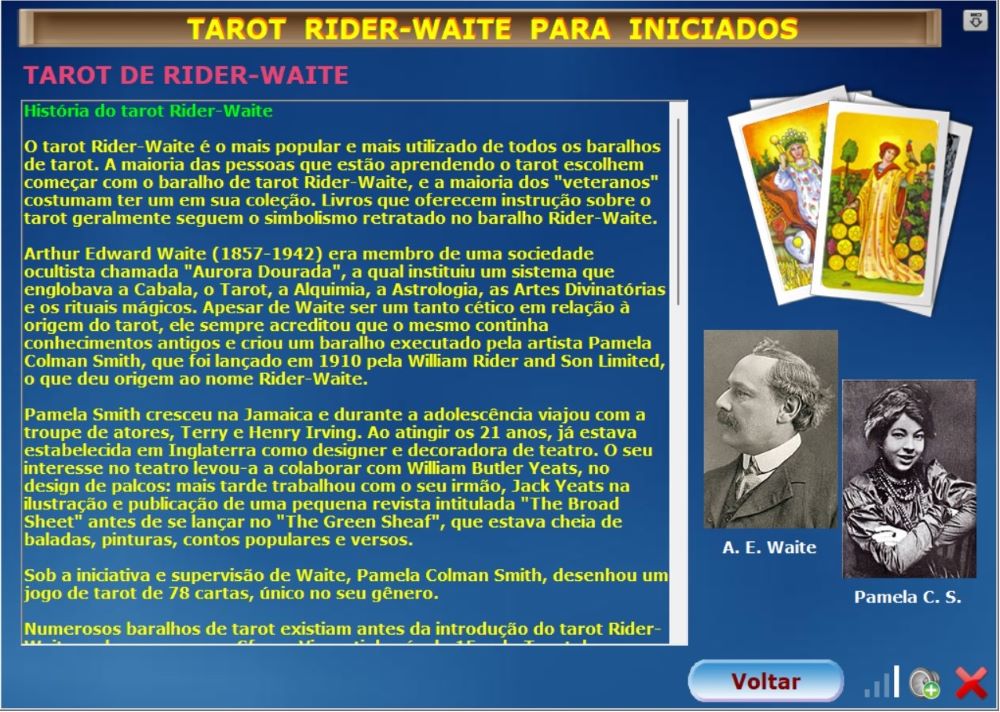 TAROT RIDER-WAITE PARA INICIADOS
TAROT DE RIDER-WAITE
História do tarot Rider-Waite
O tarot Rider-Waite é o mais popular e mais utilizado de todos os baralhos
de tarot. A maioria das pessoas que estão aprendendo o tarot escolhem
começar com o baralho de tarot Rider-Waite, e a maioria dos "veteranos"
costumam ter um em sua coleção. Livros que oferecem instrução sobre o
tarot geralmente seguem o simbolismo retratado no baralho Rider-Waite.
Arthur Edward Waite (1857-1942) era membro de uma sociedade
ocultista chamada "Aurora Dourada", a qual instituiu um sistema que
englobava a Cabala, o Tarot, a Alquimia, a Astrologia, as Artes Divinatórias
e os rituais mágicos. Apesar de Waite ser um tanto cético em relação à
origem do tarot, ele sempre acreditou que o mesmo continha
conhecimentos antigos e criou um baralho executado pela artista Pamela
Colman Smith, que foi lançado em 1910 pela William Rider and Son Limited,
o que deu origem ao nome Rider-Waite.
Pamela Smith cresceu na Jamaica e durante a adolescência viajou com a
troupe de atores, Terry e Henry Irving. Ao atingir os 21 anos, já estava
estabelecida em Inglaterra como designer e decoradora de teatro. O seu
interesse no teatro levou-a a colaborar com William Butler Yeats, no
design de palcos: mais tarde trabalhou com o seu irmão, Jack Yeats na
ilustração e publicação de uma pequena revista intitulada "The Broad
Sheet" antes de se lançar no "The Green Sheaf", que estava cheia de
baladas, pinturas, contos populares e versos.
Sob a iniciativa e supervisão de Waite, Pamela Colman Smith, desenhou um
jogo de tarot de 78 cartas, único no seu gênero.
Numerosos baralhos de tarot existiam antes da introdução do tarot Rider-
A. E. Waite
Pamela C. S.
Voltar